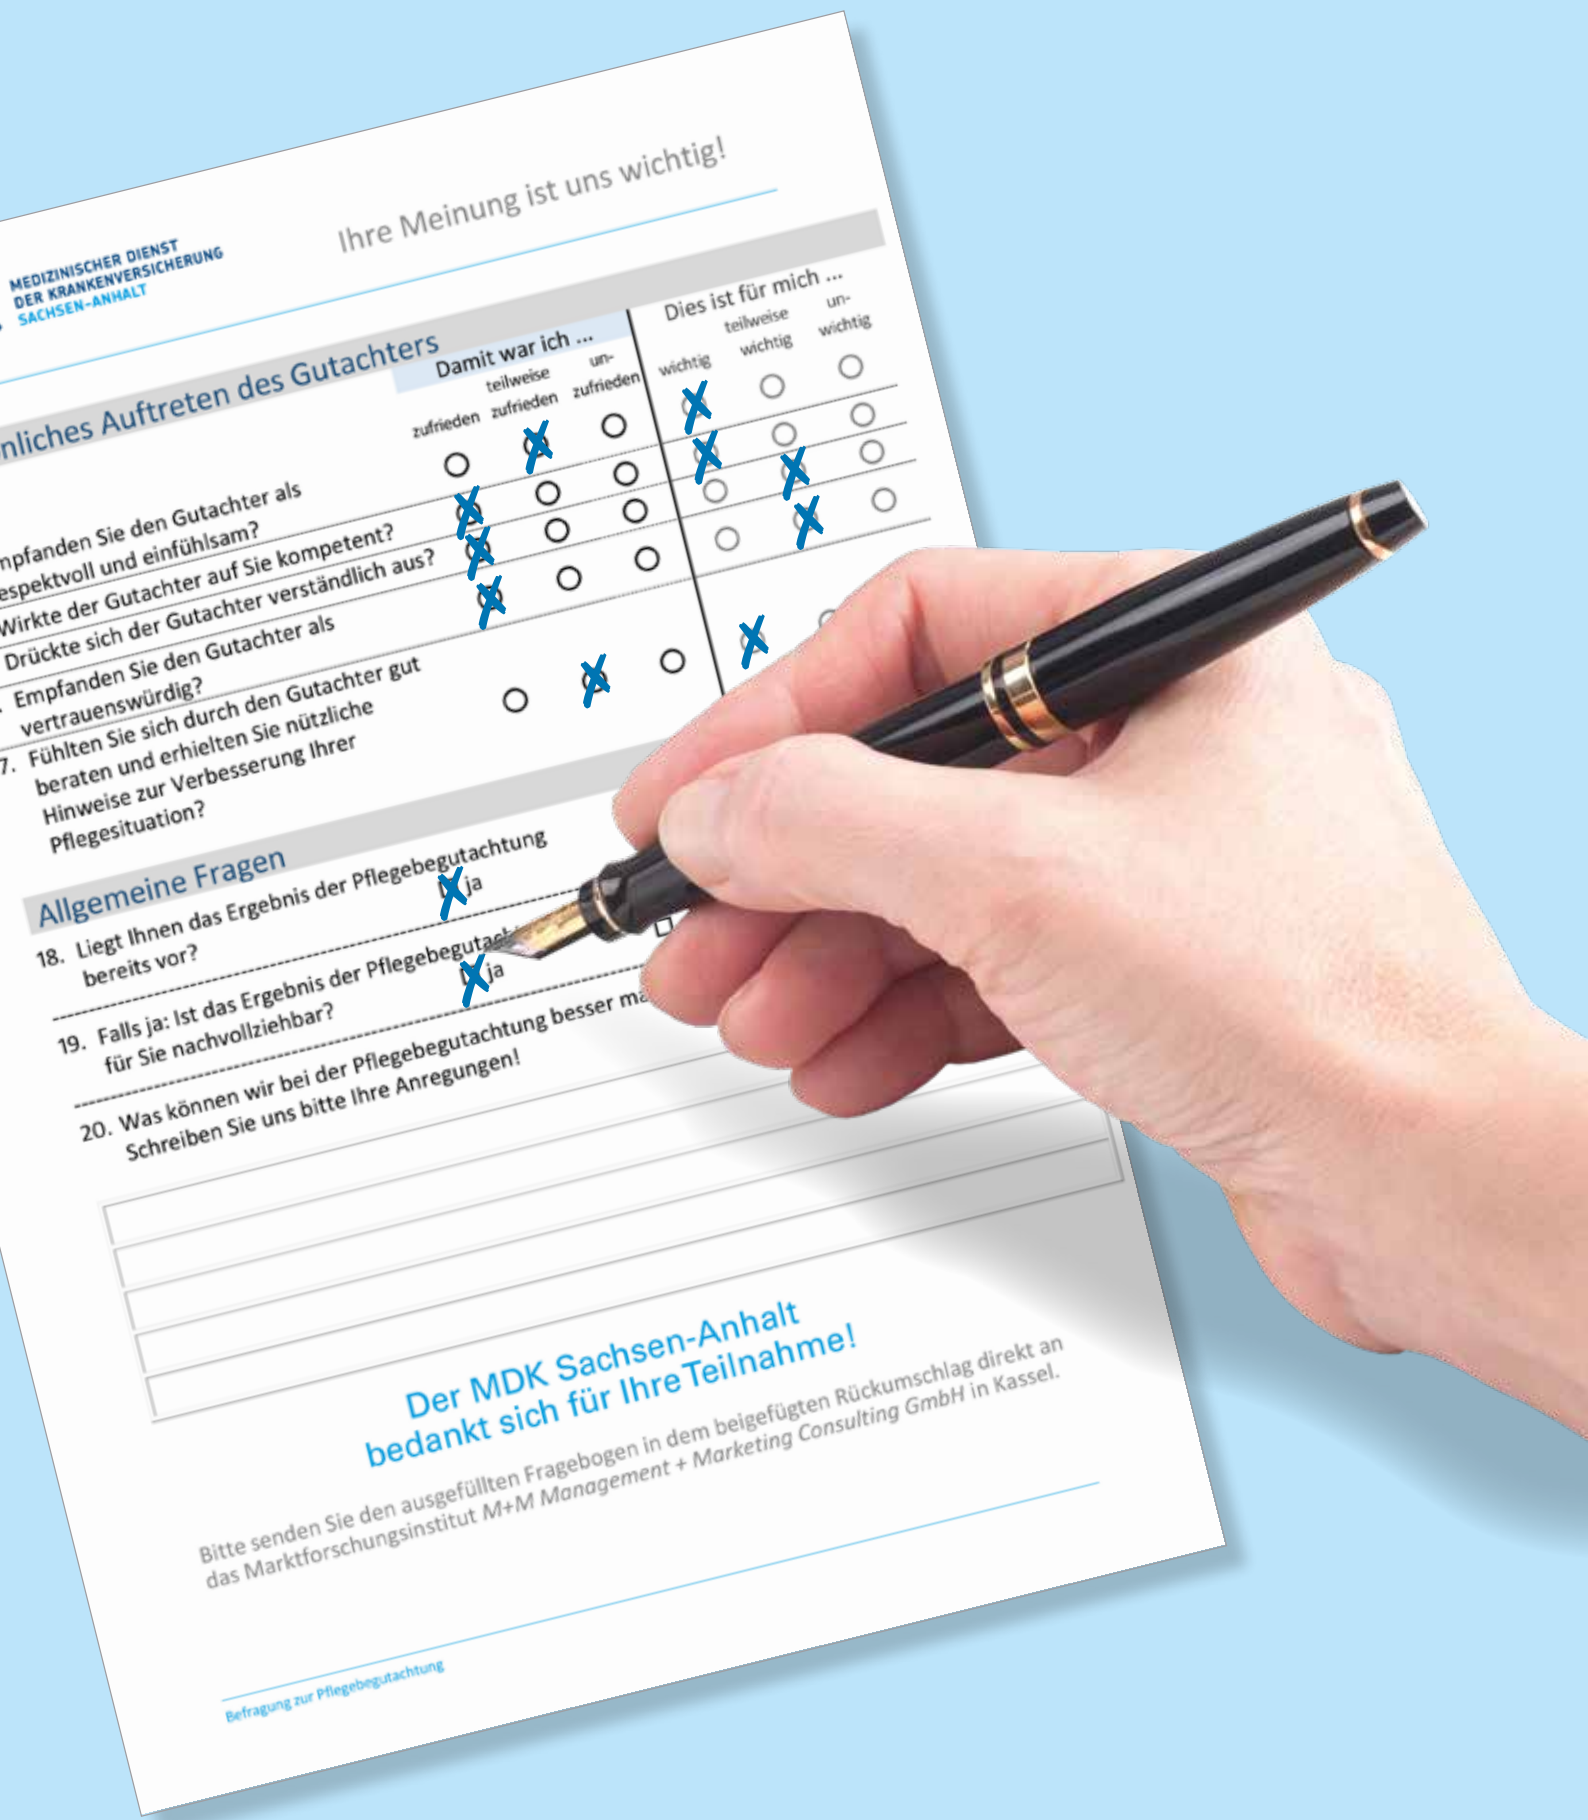 Ihre Meinung ist uns wichtig!
MEDIZINISCHER DIENST
DER KRANKENVERSICHERUNG
SACHSEN-ANHALT
nliches Auftreten des Gutachters
Damit war ich ...
Dies ist für mich ...
zufrieden
teilweise
zufrieden
un-
zufrieden
wichtig
teilweise
wichtig
un-
wichtig
mpfanden Sie den Gutachter als
espektvoll und einfühlsam?
Wirkte der Gutachter auf Sie kompetent?
Drückte sich der Gutachter verständlich aus?
. Empfanden Sie den Gutachter als
vertrauenswürdig?
7. Fühlten Sie sich durch den Gutachter gut
beraten und erhielten Sie nützliche
Hinweise zur Verbesserung Ihrer
Pflegesituation?
Allgemeine Fragen
18. Liegt Ihnen das Ergebnis der Pflegebegutachtung
bereits vor?
ja
19. Falls ja: Ist das Ergebnis der Pflegebegutach
für Sie nachvollziehbar?
ja
20. Was können wir bei der Pflegebegutachtung besser ma
Schreiben Sie uns bitte Ihre Anregungen!
Der MDK Sachsen-Anhalt
bedankt sich für Ihre Teilnahme!
Bitte senden Sie den ausgefüllten Fragebogen in dem beigefügten Rückumschlag direkt an
das Marktforschungsinstitut M+M Management + Marketing Consulting GmbH in Kassel.
Befragung zur Pflegebegutachtung